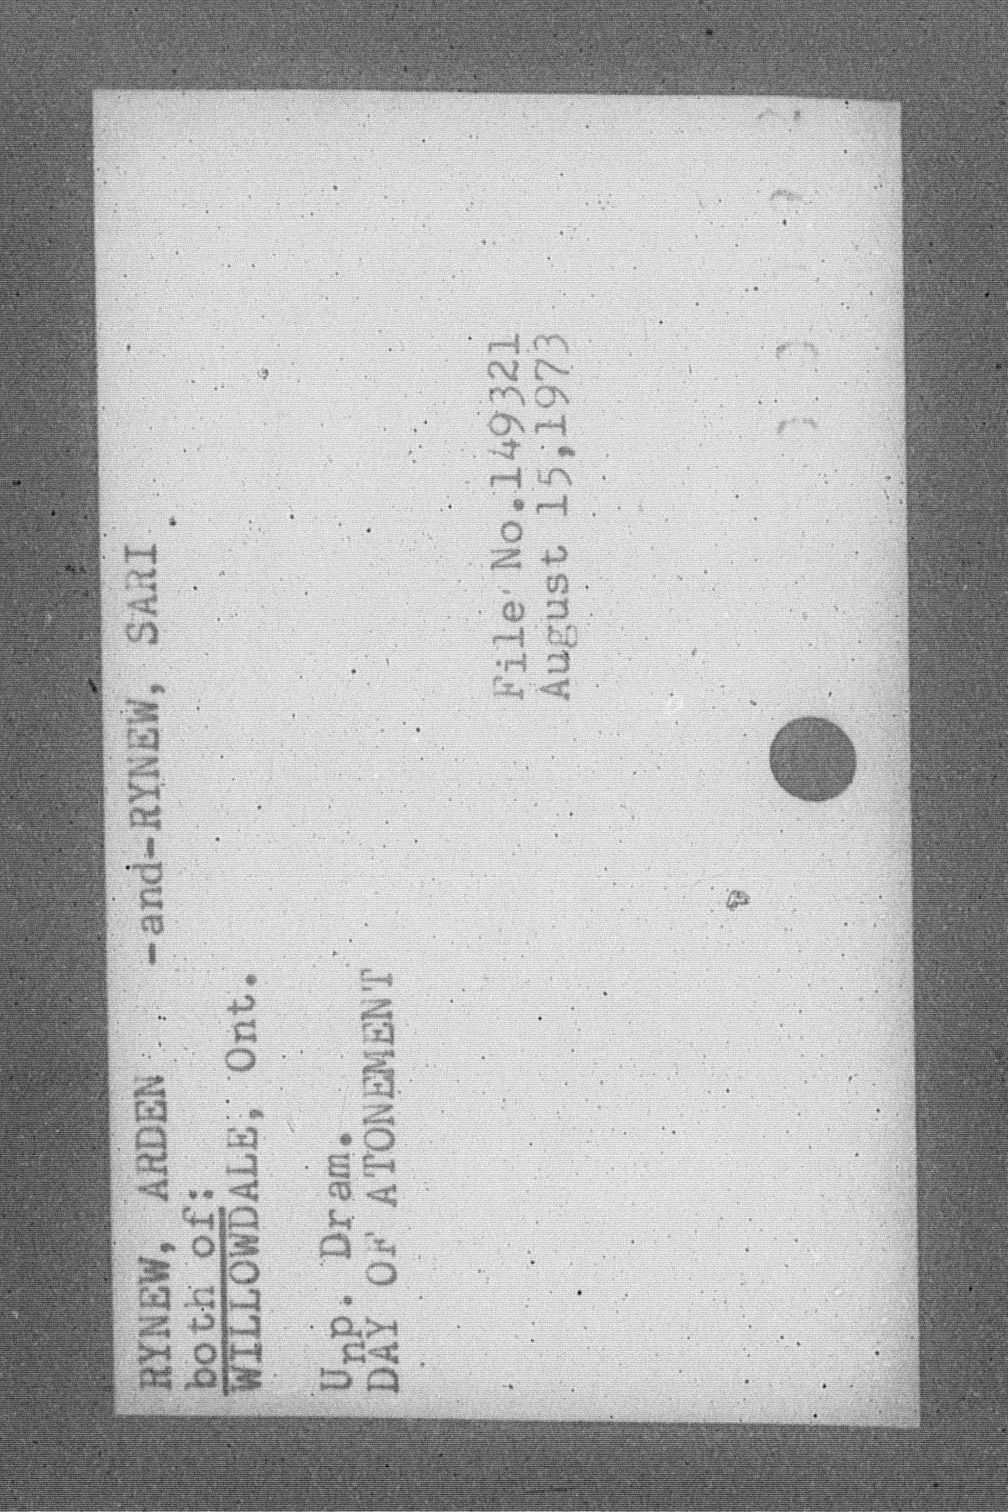 RYNEW, ARDEN -and-RYNEW, SARI
both of:
WILLOWDALE, Ont.
Unp. Dram.
DAY OF ATONEMENT
File No.149321
August 15,1973